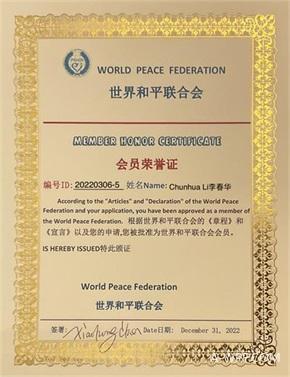 WORLD PEACE FEDERATION
世界和平联合会
MEMBER HONOR CERTIFICATE
会员荣誉证
编号ID: 20220306-5 姓名Name: Chunhua Li李春华
According to the "Articles" and "Declaration" of the World Peace
Federation and your application, you have been approved as a member of
the World Peace Federation. 根据世界和平联合会的《章程》和
《宣言》以及您的申请,您被批准为世界和平联合会会员。
IS HEREBY ISSUED特此颁证
World Peace Federation
世界和平联合会
签署: Date日期: December 31, 2022